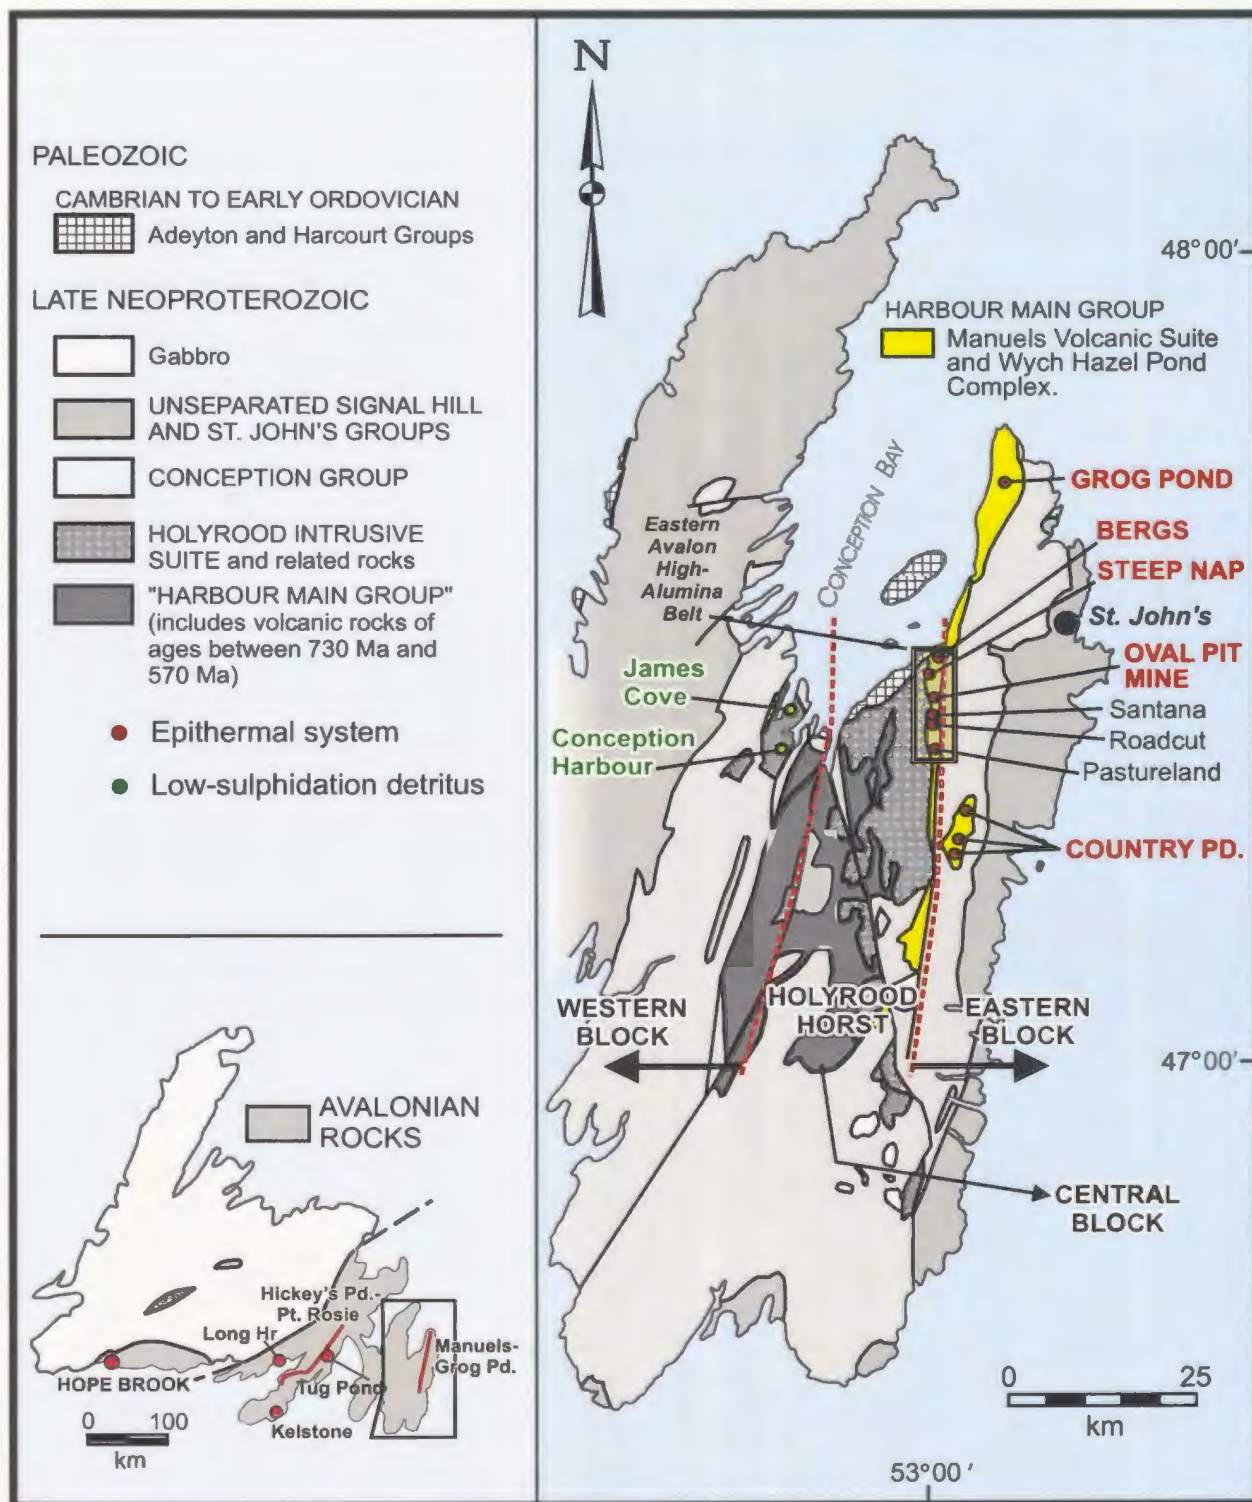 PALEOZOIC
CAMBRIAN TO EARLY ORDOVICIAN
Adeyton and Harcourt Groups
LATE NEOPROTEROZOIC
Gabbro
UNSEPARATED SIGNAL HILL
AND ST. JOHN'S GROUPS
CONCEPTION GROUP
HOLYROOD INTRUSIVE
SUITE and related rocks
"HARBOUR MAIN GROUP"
(includes volcanic rocks of
ages between 730 Ma and
570 Ma)
Epithermal system
Low-sulphidation detritus
AVALONIAN
ROCKS
Hickey's Pd.-
Pt. Rosie
Long Hr
Manuels-
Grog Pd.
HOPE BROOK
Tug Pond
Kelstone
0 100
km
N
48°00'
HARBOUR MAIN GROUP
Manuels Volcanic Suite
and Wych Hazel Pond
Complex.
CONCEPTION BAY
GROG POND
BERGS
STEEP NAP
St. John's
Eastern
Avalon
High-
Alumina
Belt
OVAL PIT
MINE
James
Cove
Santana
Roadcut
Conception
Harbour
Pastureland
COUNTRY PD.
WESTERN
BLOCK
HOLYROOD
HORST
EASTERN
BLOCK
47°00'
CENTRAL
BLOCK
0 25
km
53°00'